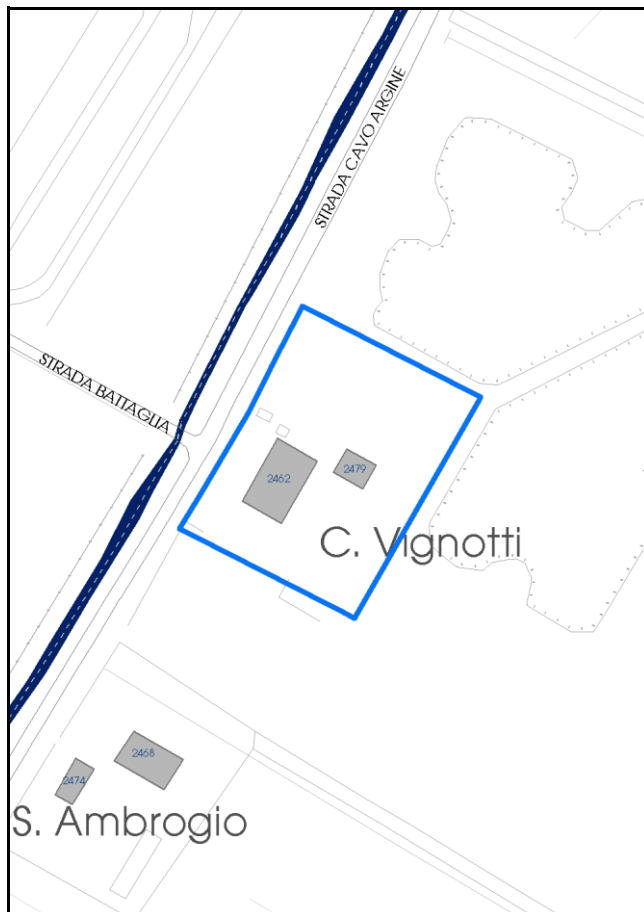 STRADA CAVO ARGINE
STRADA BATTAGLIA
2479
2462
C. Vignotti
2468
2474
S. Ambrogio